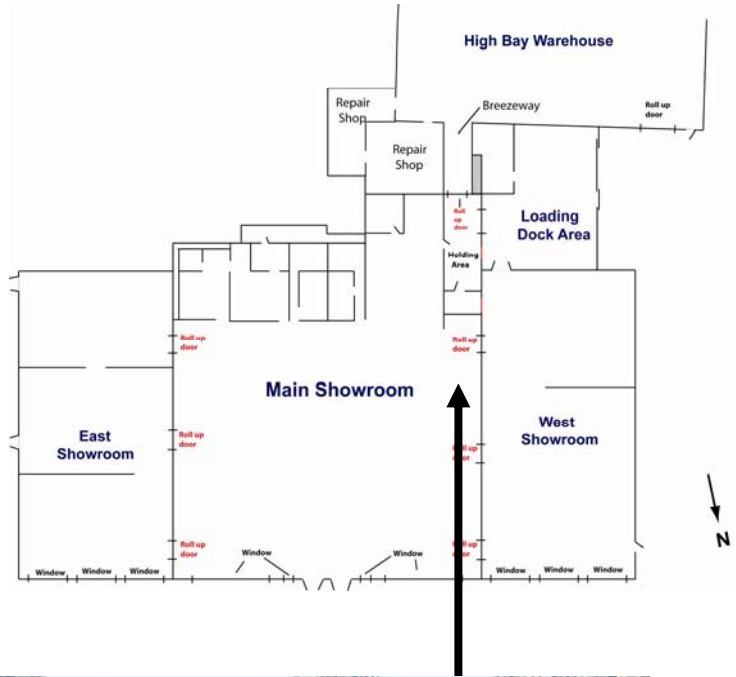 High Bay Warehouse
Repair
Shop
Breezeway
Roll up
door
Repair
Shop
Roll
up
door
Loading
Dock Area
Holding
Area
Roll up
door
Roll up
door
Main Showroom
East
Showroom
Roll up
door
Roll up
door
West
Showroom
Roll up
door
Roll up
door
N
Window
Window
Window
Window
Window
Window
Window
Window